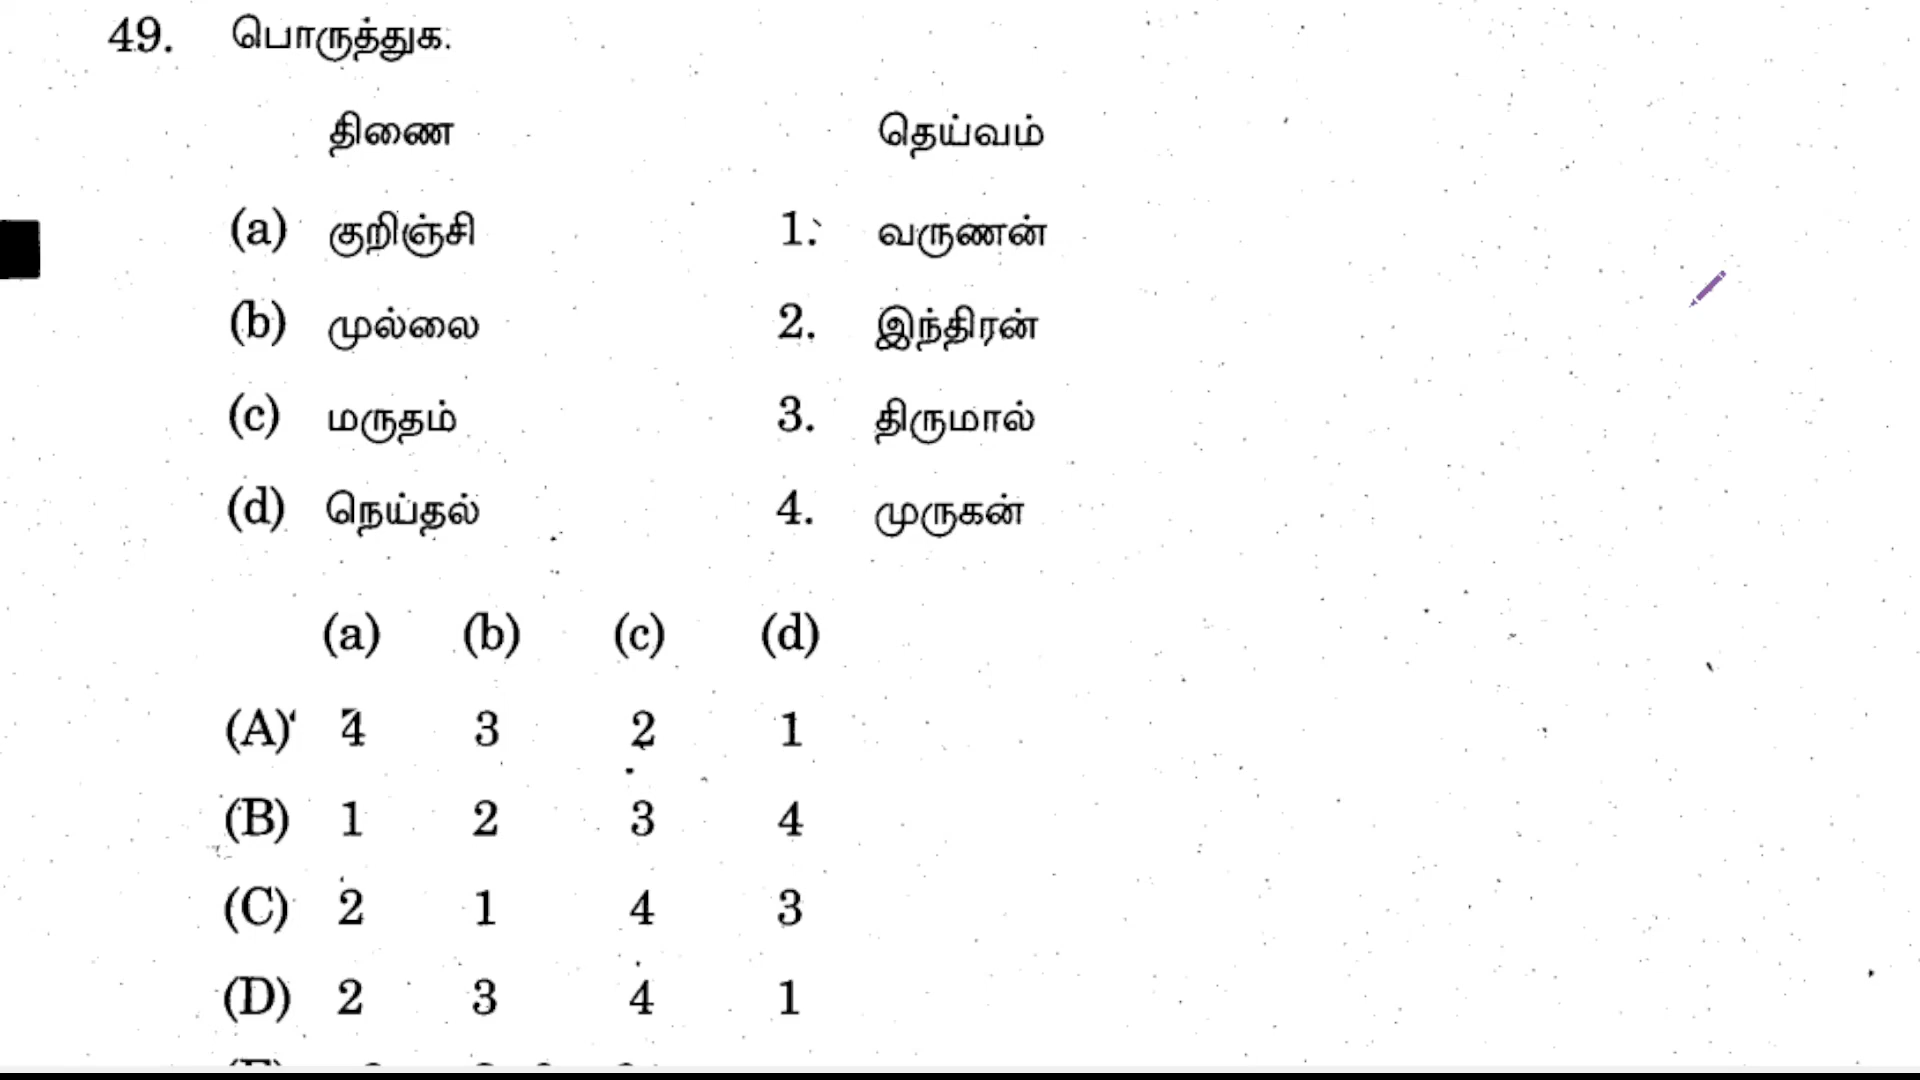 49. பொருத்துக.
திணை தெய்வம்
(a) குறிஞ்சி 1. வருணன்
(b) முல்லை 2. இந்திரன்
(c) மருதம் 3. திருமால்
(d) நெய்தல் 4. முருகன்
(a) (b) (c) (d)
(A) 4 3 2 1
(B) 1 2 3 4
(C) 2 1 4 3
(D) 2 3 4 1